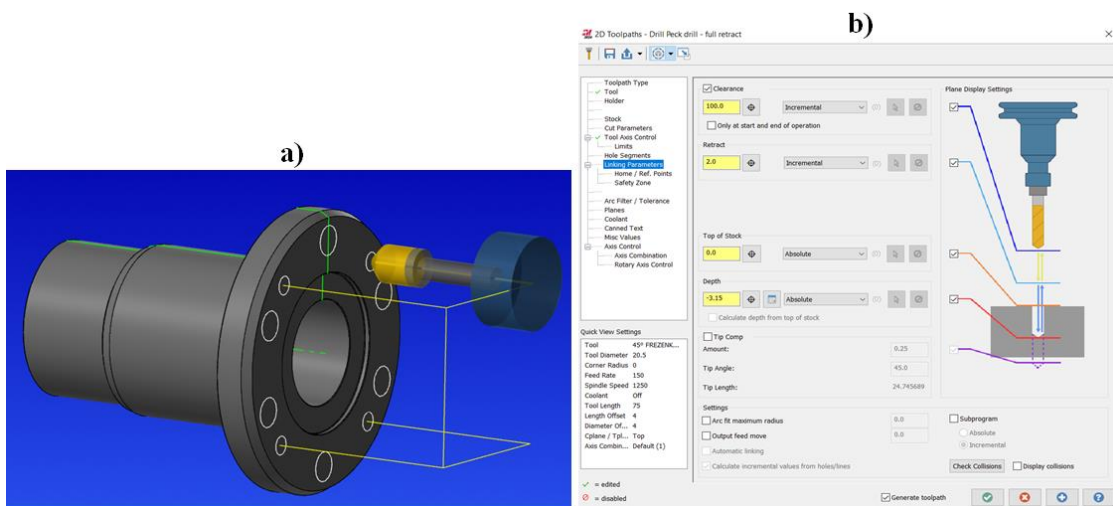 b)
2D Toolpaths - Drill Peck drill - full retract
a)
Toolpath Type
Tool
Holder
Stock
Cut Parameters
Tool Axis Control
Limits
Hole Segments
Linking Parameters
Home / Ref. Points
Safety Zone
Arc Filter / Tolerance
Planes
Coolant
Canned Text
Misc Values
Axis Control
Axis Combination
Rotary Axis Control
Quick View Settings
Tool 45° FREZENK...
Tool Diameter 20.5
Corner Radius 0
Feed Rate 150
Spindle Speed 1250
Coolant Off
Tool Length 75
Length Offset 4
Diameter Of... 4
Cplane / Tpl... Top
Axis Combin... Default (1)
✓ = edited
⊘ = disabled
Clearance
100.0 Incremental (0)
Only at start and end of operation
Retract
2.0 Incremental (0)
Top of Stock
0.0 Absolute (0)
Depth
-3.15 Absolute (0)
Calculate depth from top of stock
Tip Comp
Amount: 0.25
Tip Angle: 45.0
Tip Length: 24.745689
Settings
Arc fit maximum radius 0.0
Output feed move 0.0
Automatic linking
Calculate incremental values from holes/lines
Plane Display Settings
Subprogram
Absolute
Incremental
Check Collisions Display collisions
Generate toolpath